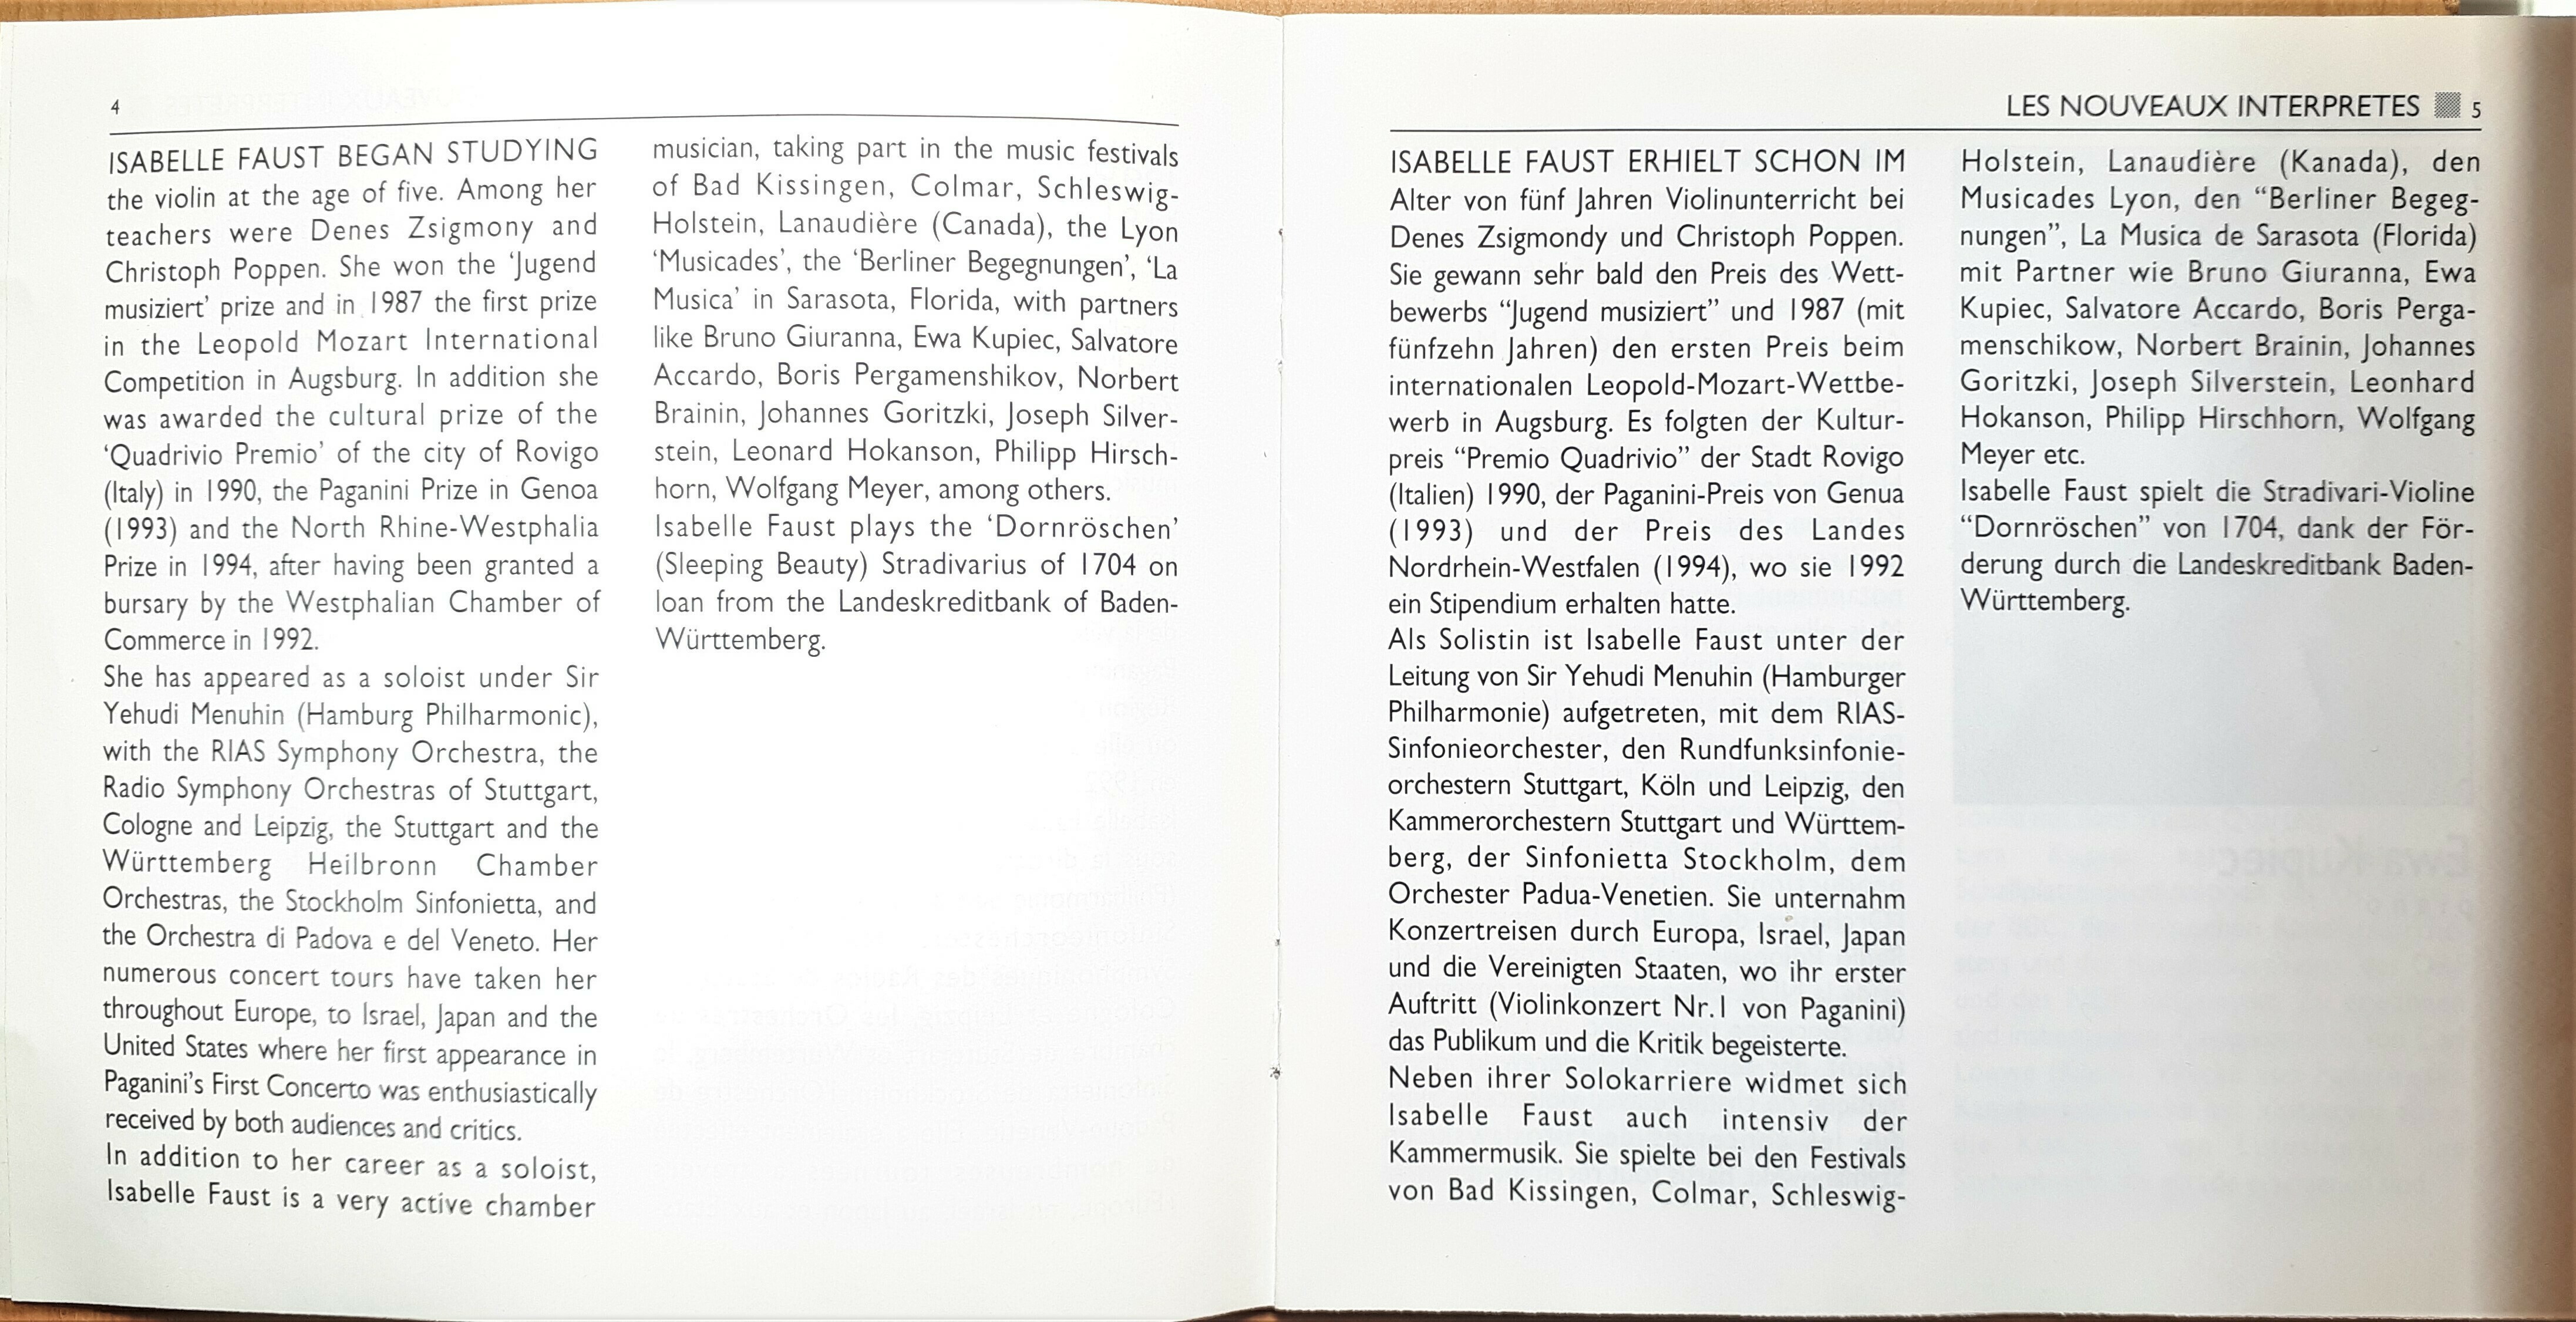 4
ISABELLE FAUST BEGAN STUDYING
the violin at the age of five. Among her
teachers were Denes Zsigmony and
Christoph Poppen. She won the ‘Jugend
musiziert’ prize and in 1987 the first prize
in the Leopold Mozart International
Competition in Augsburg. In addition she
was awarded the cultural prize of the
‘Quadrivio Premio’ of the city of Rovigo
(Italy) in 1990, the Paganini Prize in Genoa
(1993) and the North Rhine-Westphalia
Prize in 1994, after having been granted a
bursary by the Westphalian Chamber of
Commerce in 1992.
She has appeared as a soloist under Sir
Yehudi Menuhin (Hamburg Philharmonic),
with the RIAS Symphony Orchestra, the
Radio Symphony Orchestras of Stuttgart,
Cologne and Leipzig, the Stuttgart and the
Württemberg Heilbronn Chamber
Orchestras, the Stockholm Sinfonietta, and
the Orchestra di Padova e del Veneto. Her
numerous concert tours have taken her
throughout Europe, to Israel, Japan and the
United States where her first appearance in
Paganini’s First Concerto was enthusiastically
received by both audiences and critics.
In addition to her career as a soloist,
Isabelle Faust is a very active chamber
musician, taking part in the music festivals
of Bad Kissingen, Colmar, Schleswig-
Holstein, Lanaudière (Canada), the Lyon
‘Musicades’, the ‘Berliner Begegnungen’, ‘La
Musica’ in Sarasota, Florida, with partners
like Bruno Giuranna, Ewa Kupiec, Salvatore
Accardo, Boris Pergamenshikov, Norbert
Brainin, Johannes Goritzki, Joseph Silver-
stein, Leonard Hokanson, Philipp Hirsch-
horn, Wolfgang Meyer, among others.
Isabelle Faust plays the ‘Dornröschen’
(Sleeping Beauty) Stradivarius of 1704 on
loan from the Landeskreditbank of Baden-
Württemberg.
LES NOUVEAUX INTERPRETES 5
ISABELLE FAUST ERHIELT SCHON IM
Alter von fünf Jahren Violinunterricht bei
Denes Zsigmondy und Christoph Poppen.
Sie gewann sehr bald den Preis des Wett-
bewerbs “Jugend musiziert” und 1987 (mit
fünfzehn Jahren) den ersten Preis beim
internationalen Leopold-Mozart-Wettbe-
werb in Augsburg. Es folgten der Kultur-
preis “Premio Quadrivio” der Stadt Rovigo
(Italien) 1990, der Paganini-Preis von Genua
(1993) und der Preis des Landes
Nordrhein-Westfalen (1994), wo sie 1992
ein Stipendium erhalten hatte.
Als Solistin ist Isabelle Faust unter der
Leitung von Sir Yehudi Menuhin (Hamburger
Philharmonie) aufgetreten, mit dem RIAS-
Sinfonieorchester, den Rundfunksinfonie-
orchestern Stuttgart, Köln und Leipzig, den
Kammerorchestern Stuttgart und Württem-
berg, der Sinfonietta Stockholm, dem
Orchester Padua-Venetien. Sie unternahm
Konzertreisen durch Europa, Israel, Japan
und die Vereinigten Staaten, wo ihr erster
Auftritt (Violinkonzert Nr.1 von Paganini)
das Publikum und die Kritik begeisterte.
Neben ihrer Solokarriere widmet sich
Isabelle Faust auch intensiv der
Kammermusik. Sie spielte bei den Festivals
von Bad Kissingen, Colmar, Schleswig-
Holstein, Lanaudière (Kanada), den
Musicades Lyon, den “Berliner Begeg-
nungen”, La Musica de Sarasota (Florida)
mit Partner wie Bruno Giuranna, Ewa
Kupiec, Salvatore Accardo, Boris Perga-
menschikow, Norbert Brainin, Johannes
Goritzki, Joseph Silverstein, Leonhard
Hokanson, Philipp Hirschhorn, Wolfgang
Meyer etc.
Isabelle Faust spielt die Stradivari-Violine
“Dornröschen” von 1704, dank der För-
derung durch die Landeskreditbank Baden-
Württemberg.